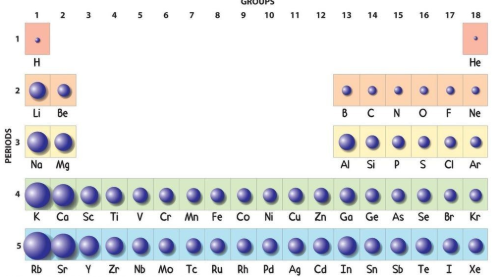 GROUPS
1 2 3 4 5 6 7 8 9 10 11 12 13 14 15 16 17 18
1
H He
2
Li Be B C N O F Ne
PERIODS
3
Na Mg Al Si P S Cl Ar
4
K Ca Sc Ti V Cr Mn Fe Co Ni Cu Zn Ga Ge As Se Br Kr
5
Rb Sr Y Zr Nb Mo Tc Ru Rh Pd Ag Cd In Sn Sb Te I Xe